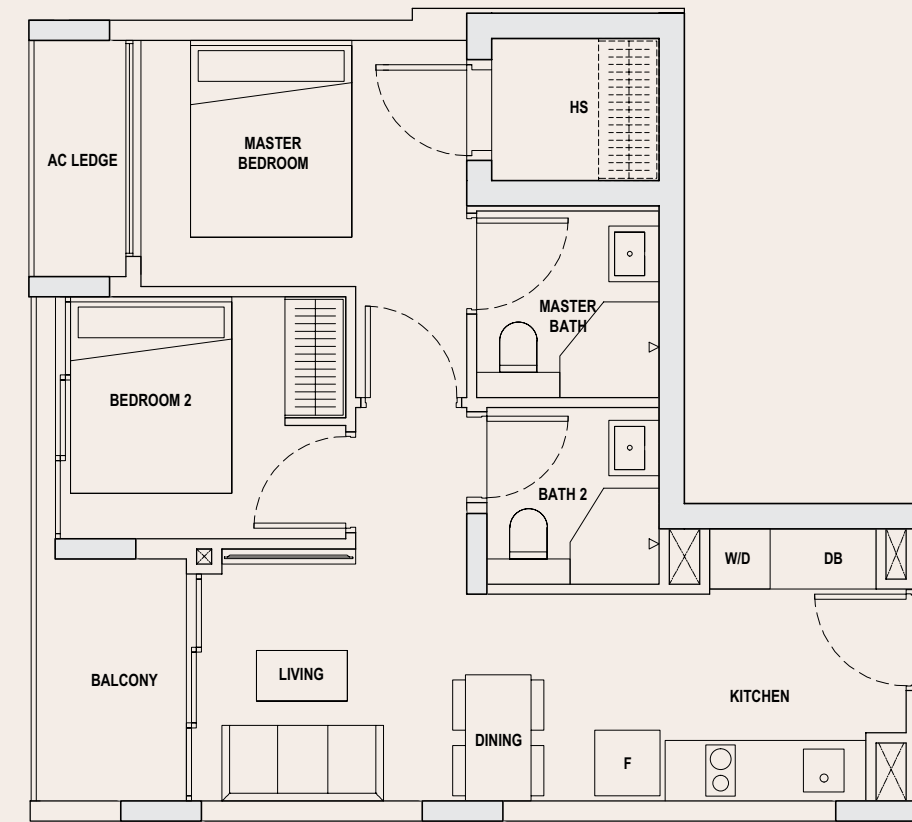 HS
MASTER
BEDROOM
AC LEDGE
MASTER
BATH
BEDROOM 2
BATH 2
W/D
DB
LIVING
BALCONY
KITCHEN
DINING
F